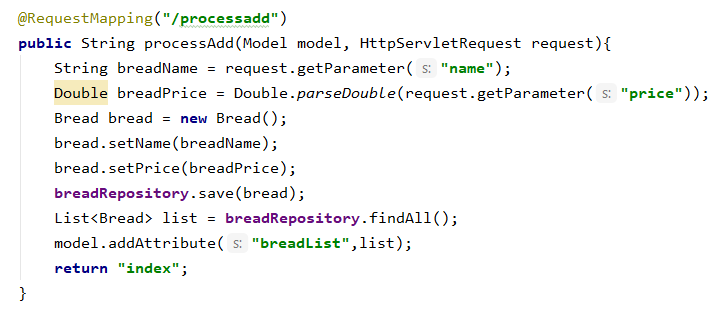 @RequestMapping("/processadd")
public String processAdd(Model model, HttpServletRequest request){
    String breadName = request.getParameter( s: "name");
    Double breadPrice = Double.parseDouble(request.getParameter( s: "price"));
    Bread bread = new Bread();
    bread.setName(breadName);
    bread.setPrice(breadPrice);
    breadRepository.save(bread);
    List<Bread> list = breadRepository.findAll();
    model.addAttribute( s: "breadList",list);
    return "index";
}